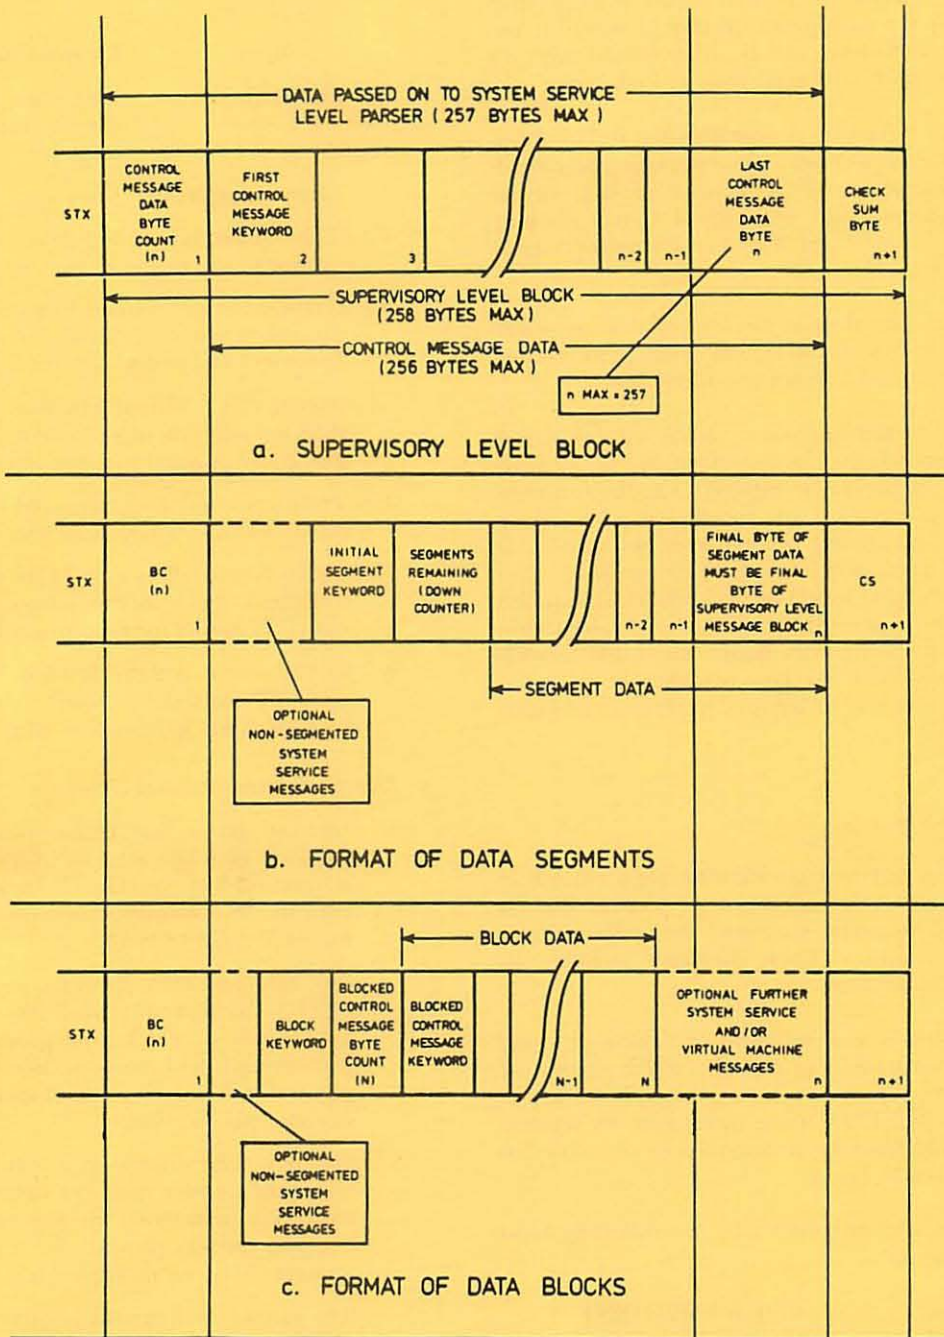 DATA PASSED ON TO SYSTEM SERVICE
LEVEL PARSER ( 257 BYTES MAX )
STX
CONTROL
MESSAGE
DATA
BYTE
COUNT
(n)
1
FIRST
CONTROL
MESSAGE
KEYWORD
2
3
n-2
n-1
LAST
CONTROL
MESSAGE
DATA
BYTE
n
CHECK
SUM
BYTE
n+1
SUPERVISORY LEVEL BLOCK
(258 BYTES MAX)
CONTROL MESSAGE DATA
(256 BYTES MAX)
n MAX = 257
a. SUPERVISORY LEVEL BLOCK
STX
BC
(n)
1
INITIAL
SEGMENT
KEYWORD
SEGMENTS
REMAINING
(DOWN
COUNTER)
n-2
n-1
FINAL BYTE OF
SEGMENT DATA
MUST BE FINAL
BYTE OF
SUPERVISORY LEVEL
MESSAGE BLOCK n
CS
n+1
SEGMENT DATA
OPTIONAL
NON-SEGMENTED
SYSTEM
SERVICE
MESSAGES
b. FORMAT OF DATA SEGMENTS
BLOCK DATA
STX
BC
(n)
1
BLOCK
KEYWORD
BLOCKED
CONTROL
MESSAGE
BYTE
COUNT
(N)
BLOCKED
CONTROL
MESSAGE
KEYWORD
N-1
N
OPTIONAL FURTHER
SYSTEM SERVICE
AND/OR
VIRTUAL MACHINE
MESSAGES
n
n+1
OPTIONAL
NON-SEGMENTED
SYSTEM
SERVICE
MESSAGES
c. FORMAT OF DATA BLOCKS